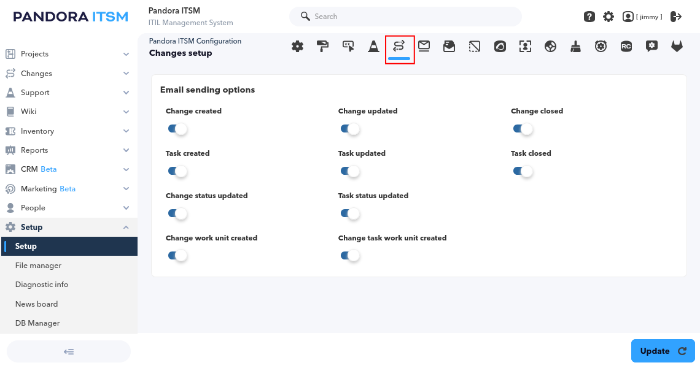 PANDORA ITSM
Pandora ITSM
ITIL Management System
Search
?
[ jimmy ]
Pandora ITSM Configuration
Changes setup
RC
Projects
Changes
Support
Wiki
Inventory
Reports
CRM Beta
Marketing Beta
People
Setup
Setup
File manager
Diagnostic info
News board
DB Manager
Email sending options
Change created
Change updated
Change closed
Task created
Task updated
Task closed
Change status updated
Task status updated
Change work unit created
Change task work unit created
Update